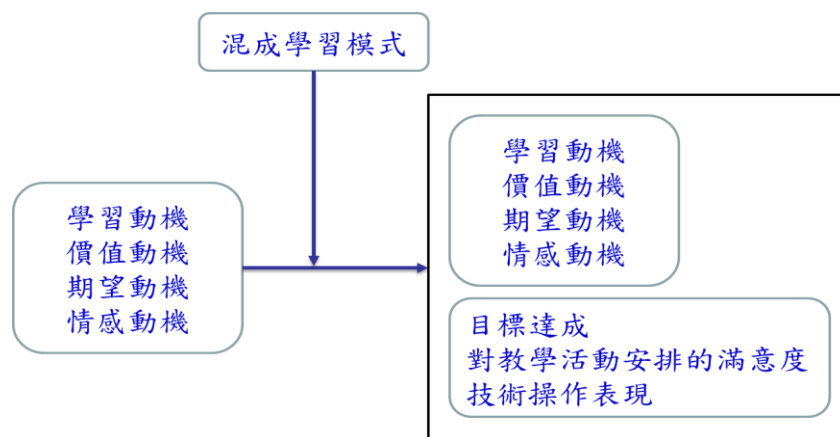 混成學習模式
學習動機
價值動機
期望動機
情感動機
學習動機
價值動機
期望動機
情感動機
目標達成
對教學活動安排的滿意度
技術操作表現